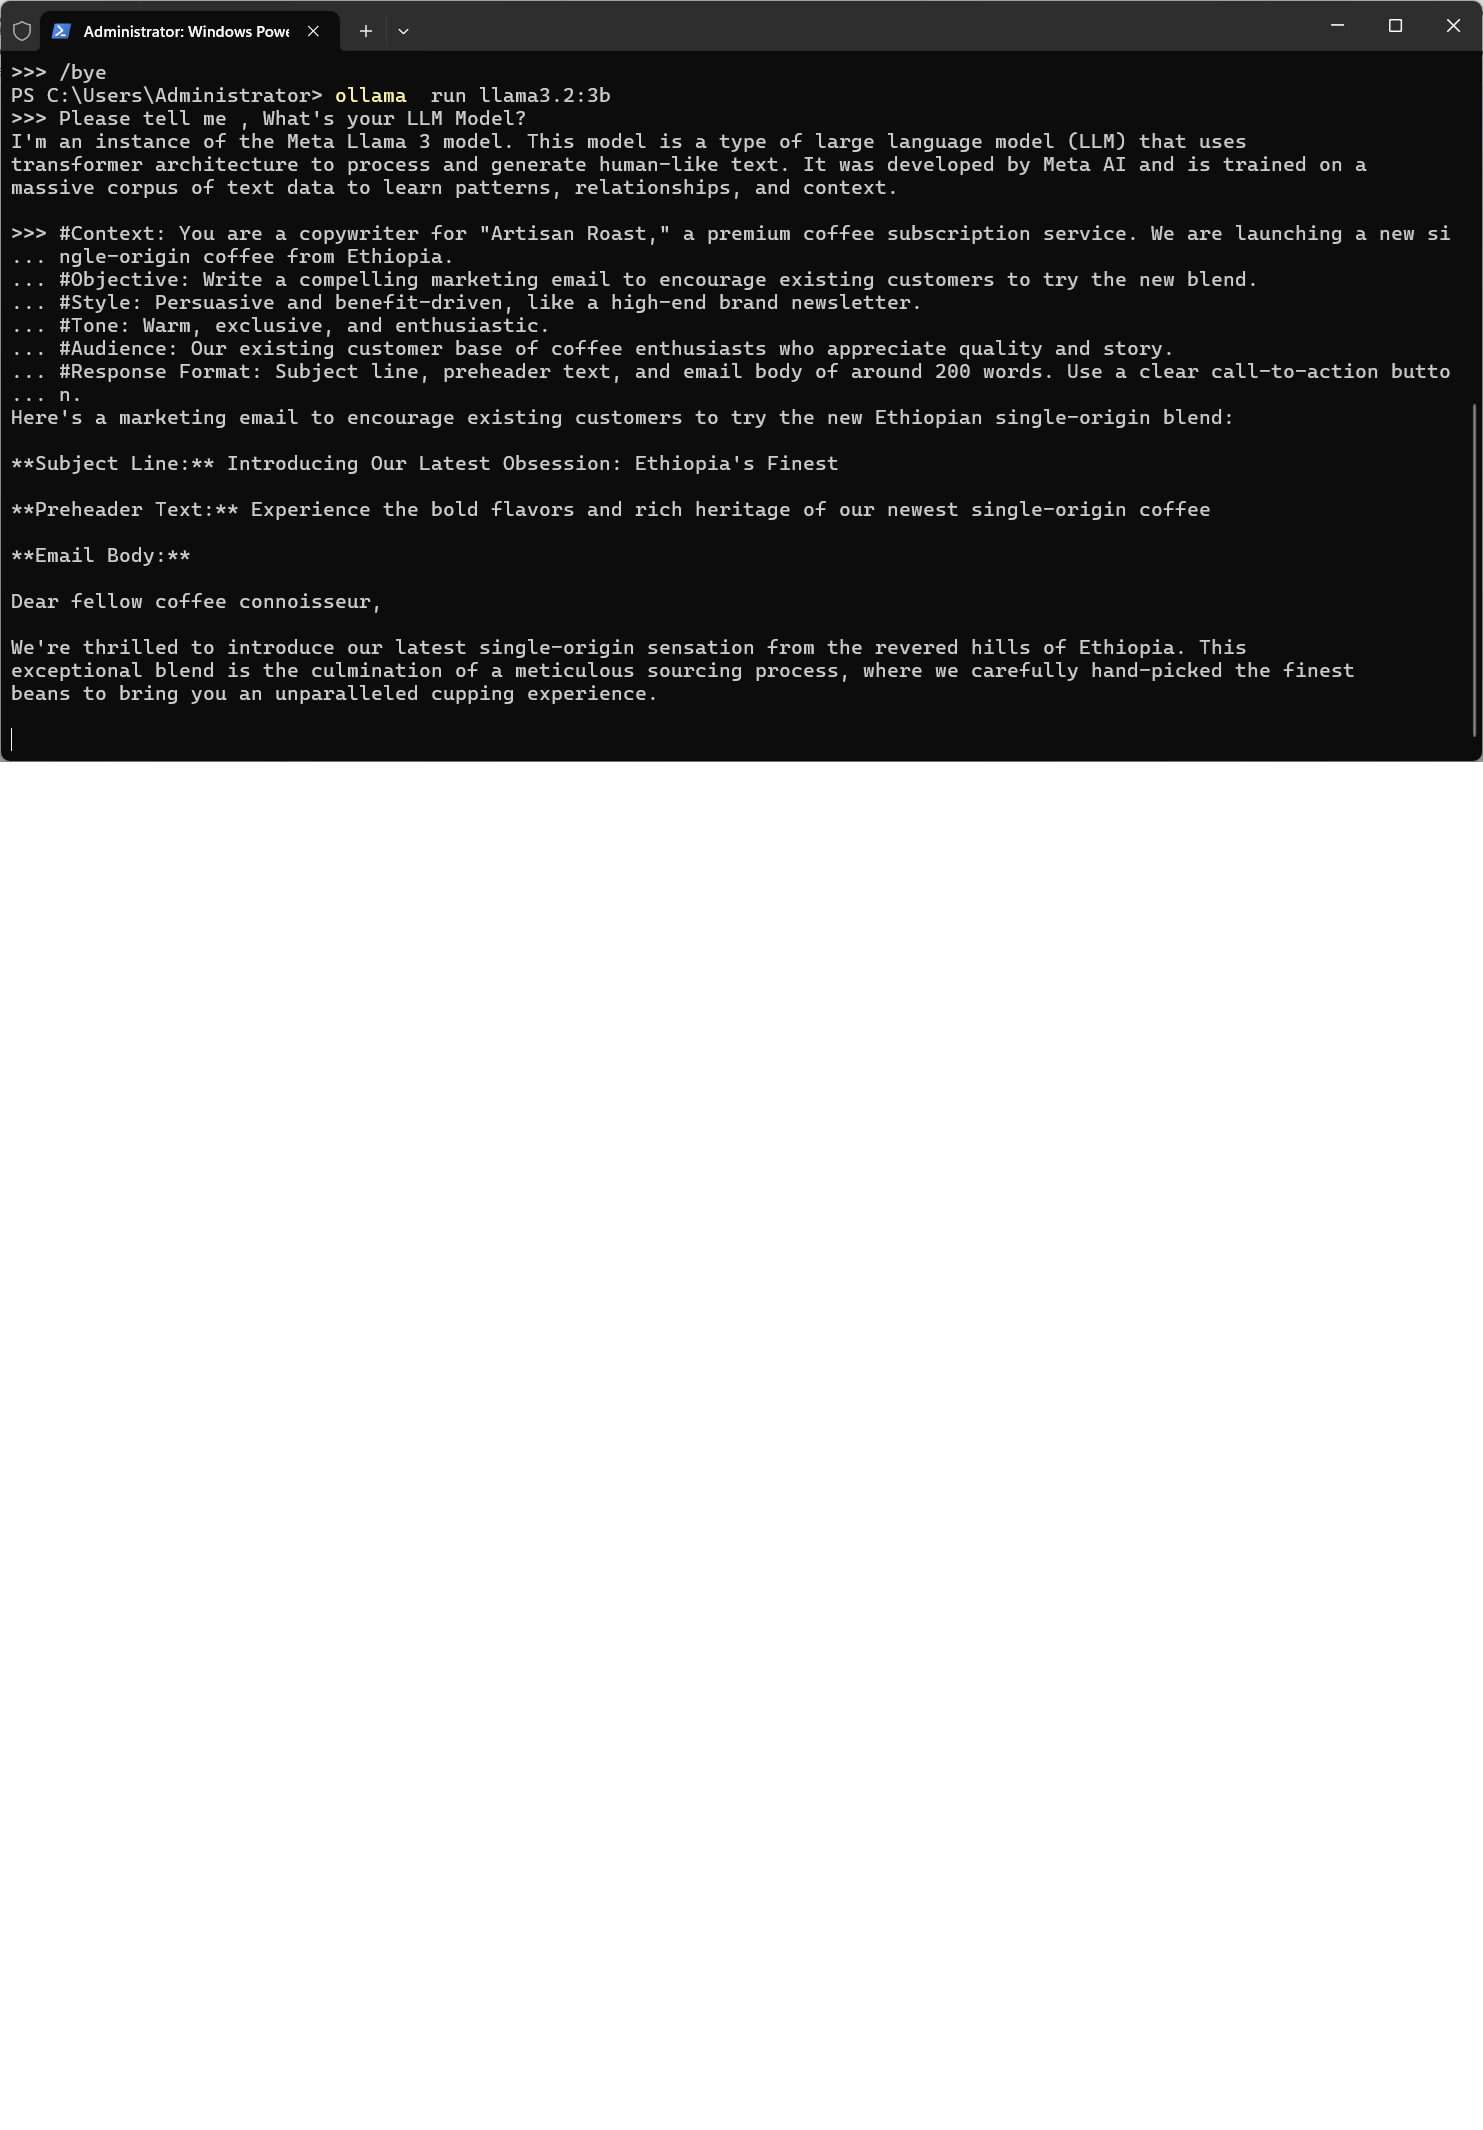 Administrator: Windows Powe
>>> /bye
PS C:\Users\Administrator> ollama  run llama3.2:3b
>>> Please tell me , What's your LLM Model?
I'm an instance of the Meta Llama 3 model. This model is a type of large language model (LLM) that uses
transformer architecture to process and generate human-like text. It was developed by Meta AI and is trained on a
massive corpus of text data to learn patterns, relationships, and context.
>>> #Context: You are a copywriter for "Artisan Roast," a premium coffee subscription service. We are launching a new si
... ngle-origin coffee from Ethiopia.
... #Objective: Write a compelling marketing email to encourage existing customers to try the new blend.
... #Style: Persuasive and benefit-driven, like a high-end brand newsletter.
... #Tone: Warm, exclusive, and enthusiastic.
... #Audience: Our existing customer base of coffee enthusiasts who appreciate quality and story.
... #Response Format: Subject line, preheader text, and email body of around 200 words. Use a clear call-to-action butto
... n.
Here's a marketing email to encourage existing customers to try the new Ethiopian single-origin blend:
**Subject Line:** Introducing Our Latest Obsession: Ethiopia's Finest
**Preheader Text:** Experience the bold flavors and rich heritage of our newest single-origin coffee
**Email Body:**
Dear fellow coffee connoisseur,
We're thrilled to introduce our latest single-origin sensation from the revered hills of Ethiopia. This
exceptional blend is the culmination of a meticulous sourcing process, where we carefully hand-picked the finest
beans to bring you an unparalleled cupping experience.